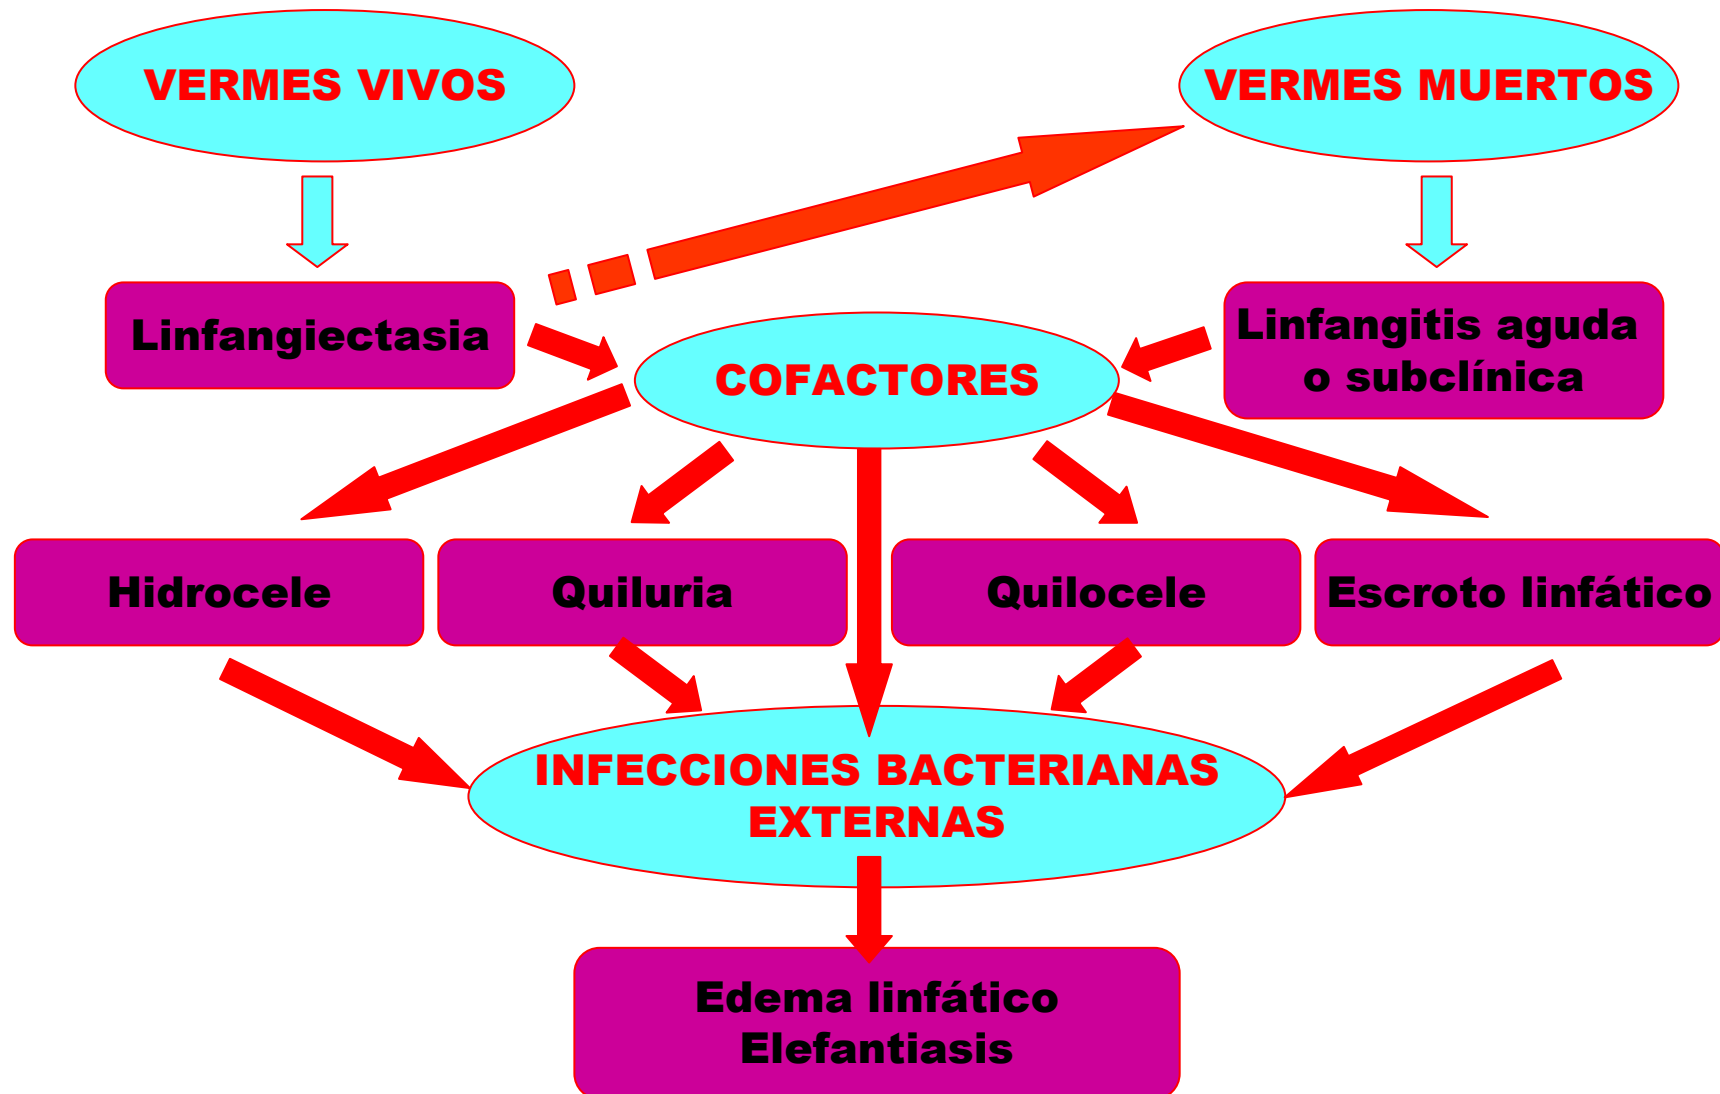 VERMES VIVOS
VERMES MUERTOS
Linfangiectasia
Linfangitis aguda
o subclínica
COFACTORES
Hidrocele
Quiluria
Quilocele
Escroto linfático
INFECCIONES BACTERIANAS
EXTERNAS
Edema linfático
Elefantiasis